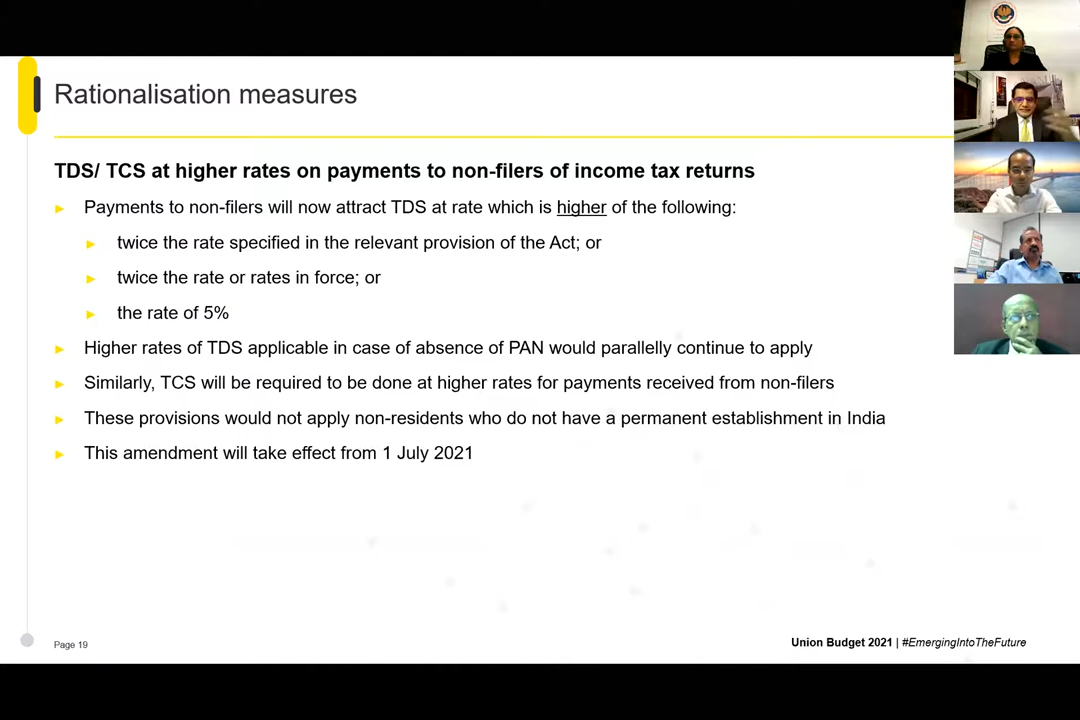 Rationalisation measures
TDS/ TCS at higher rates on payments to non-filers of income tax returns
Payments to non-filers will now attract TDS at rate which is higher of the following:
twice the rate specified in the relevant provision of the Act; or
twice the rate or rates in force; or
the rate of 5%
Higher rates of TDS applicable in case of absence of PAN would parallelly continue to apply
Similarly, TCS will be required to be done at higher rates for payments received from non-filers
These provisions would not apply non-residents who do not have a permanent establishment in India
This amendment will take effect from 1 July 2021
Page 19
Union Budget 2021 | #EmergingIntoTheFuture